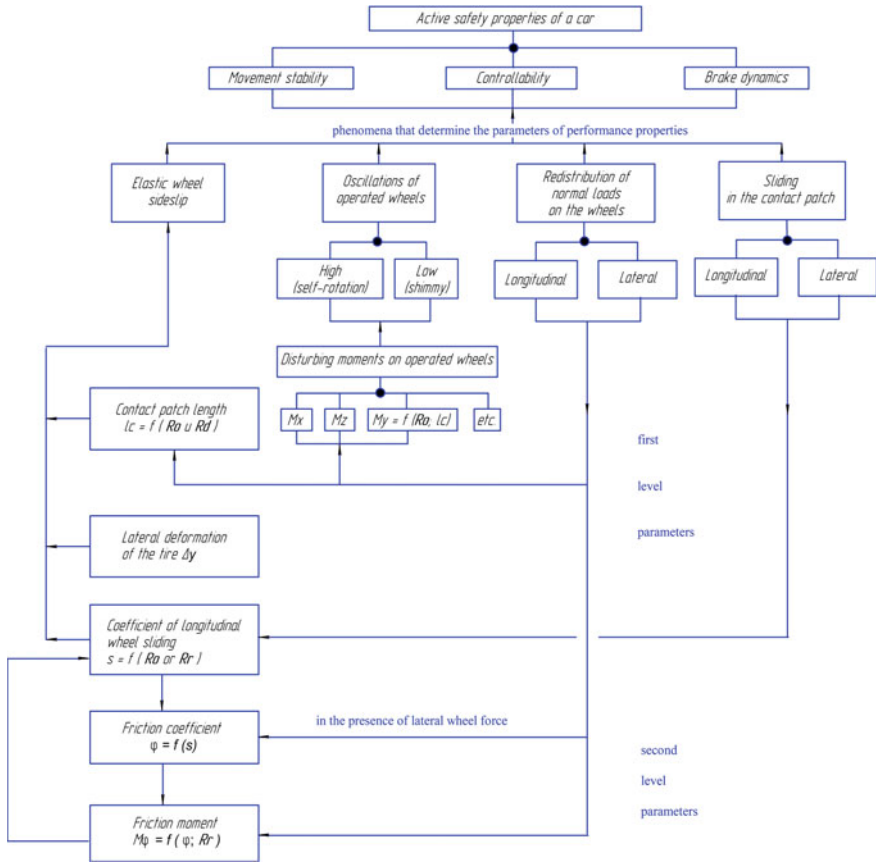 Active safety properties of a car
Movement stability
Controllability
Brake dynamics
phenomena that determine the parameters of performance properties
Elastic wheel
sideslip
Oscillations of
operated wheels
Redistribution of
normal loads
on the wheels
Sliding
in the contact patch
High
(self-rotation)
Low
(shimmy)
Longitudinal
Lateral
Longitudinal
Lateral
Disturbing moments on operated wheels
Mx
Mz
My = f (Ro; lc)
etc
Contact patch length
lc = f ( Ro u Rd )
first
level
parameters
Lateral deformation
of the tire Δy
Coefficient of longitudinal
wheel sliding
s = f ( Ro or Rr )
Friction coefficient
φ = f (s)
in the presence of lateral wheel force
second
level
parameters
Friction moment
Mφ = f ( φ; Rr )